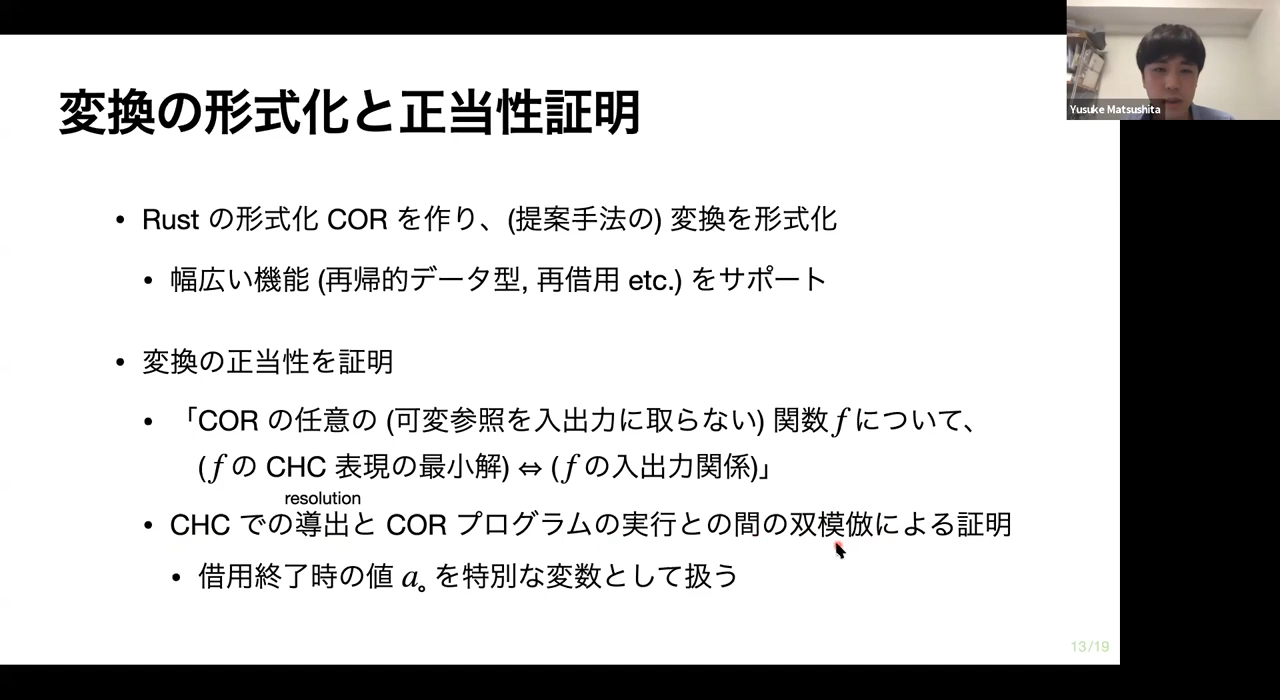 変換の形式化と正当性証明
Yusuke Matsushita
• Rust の形式化 COR を作り、(提案手法の) 変換を形式化
• 幅広い機能 (再帰的データ型, 再借用 etc.) をサポート
• 変換の正当性を証明
• 「COR の任意の (可変参照を入出力に取らない) 関数 f について、
(f の CHC 表現の最小解) ⇔ (f の入出力関係)」
resolution
• CHC での導出と COR プログラムの実行との間の双模倣による証明
• 借用終了時の値 a∘ を特別な変数として扱う
13/19